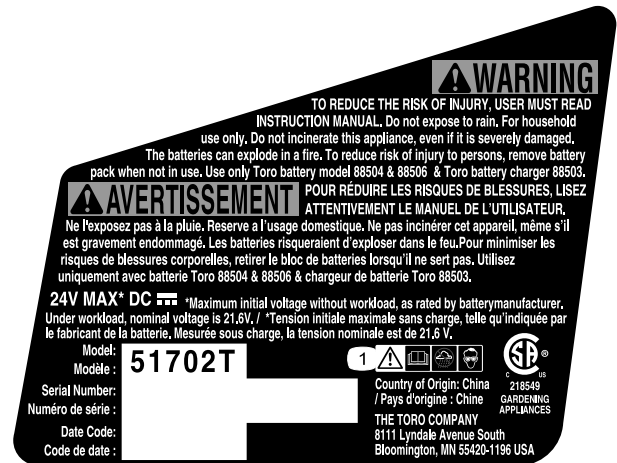 WARNING
TO REDUCE THE RISK OF INJURY, USER MUST READ
INSTRUCTION MANUAL. Do not expose to rain. For household
use only. Do not incinerate this appliance, even if it is severely damaged.
The batteries can explode in a fire. To reduce risk of injury to persons, remove battery
pack when not in use. Use only Toro battery model 88504 & 88506 & Toro battery charger 88503.
AVERTISSEMENT POUR RÉDUIRE LES RISQUES DE BLESSURES, LISEZ
ATTENTIVEMENT LE MANUEL DE L'UTILISATEUR.
Ne l'exposez pas à la pluie. Reserve a l'usage domestique. Ne pas incinérer cet appareil, même s'il
est gravement endommagé. Les batteries risqueraient d'exploser dans le feu.Pour minimiser les
risques de blessures corporelles, retirer le bloc de batteries lorsqu'il ne sert pas. Utilisez
uniquement avec batterie Toro 88504 & 88506 & chargeur de batterie Toro 88503.
24V MAX* DC *Maximum initial voltage without workload, as rated by batterymanufacturer.
Under workload, nominal voltage is 21.6V. / *Tension initiale maximale sans charge, telle qu'indiquée par
le fabricant de la batterie. Mesurée sous charge, la tension nominale est de 21.6 V.
Model:
Modèle :
51702T
Serial Number:
Numéro de série :
Date Code:
Code de date :
1
Country of Origin: China
/ Pays d'origine : Chine
THE TORO COMPANY
8111 Lyndale Avenue South
Bloomington, MN 55420-1196 USA
SA ®
C US
218549
GARDENING
APPLIANCES